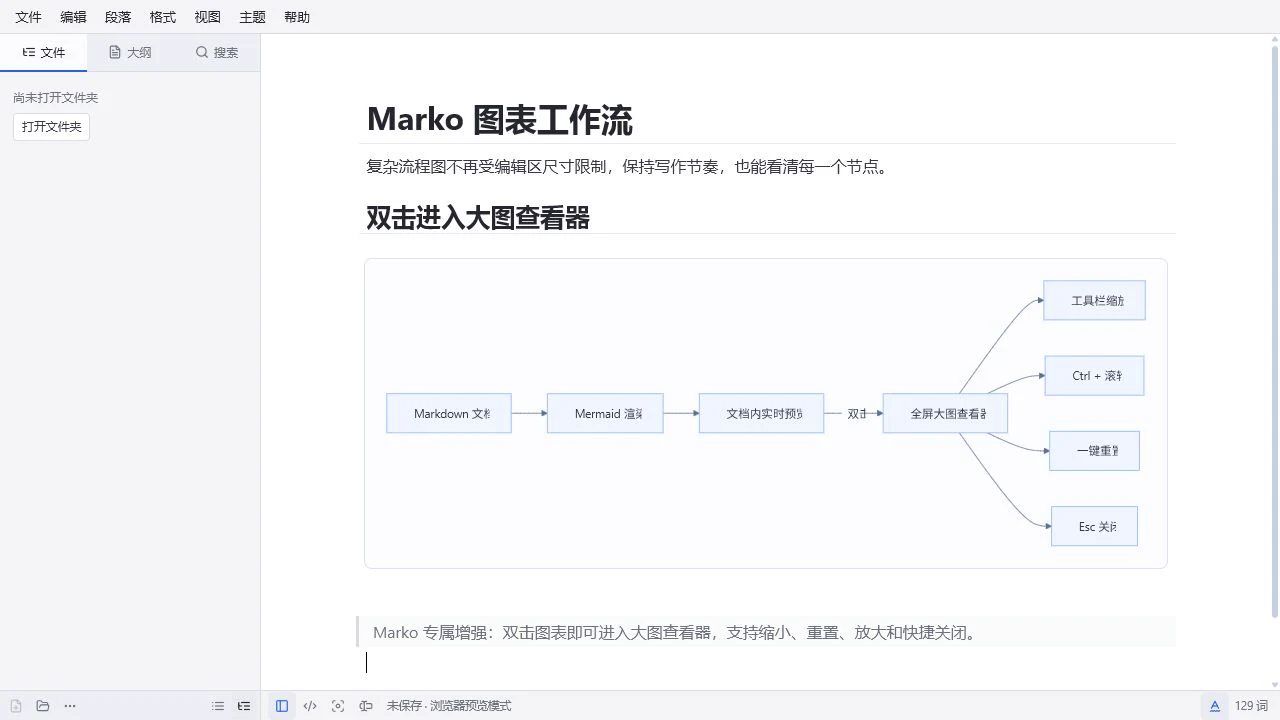 文件 编辑 段落 格式 视图 主题 帮助
文件 大纲 搜索
尚未打开文件夹
打开文件夹
Marko 图表工作流
复杂流程图不再受编辑区尺寸限制，保持写作节奏，也能看清每一个节点。
双击进入大图查看器
工具栏缩
Ctrl + 滚
Markdown 文
Mermaid 渲
文档内实时预
双
全屏大图查看
一键重
Esc 关
Marko 专属增强：双击图表即可进入大图查看器，支持缩小、重置、放大和快捷关闭。
未保存 · 浏览器预览模式
A 129 词